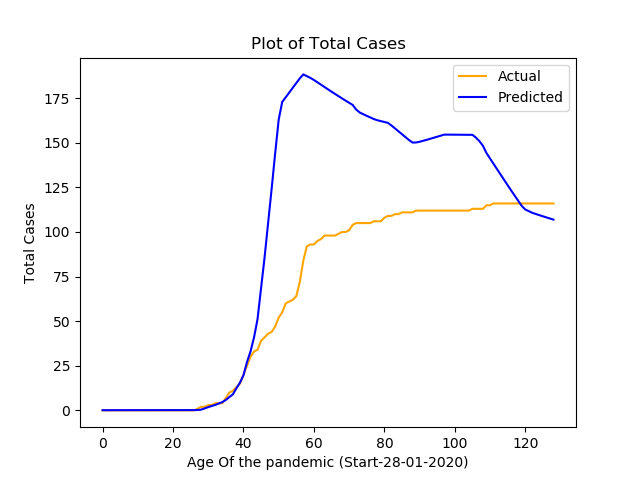 Plot of Total Cases
Actual
Predicted
175
150
125
100
75
50
25
0
Total Cases
0 20 40 60 80 100 120
Age Of the pandemic (Start-28-01-2020)